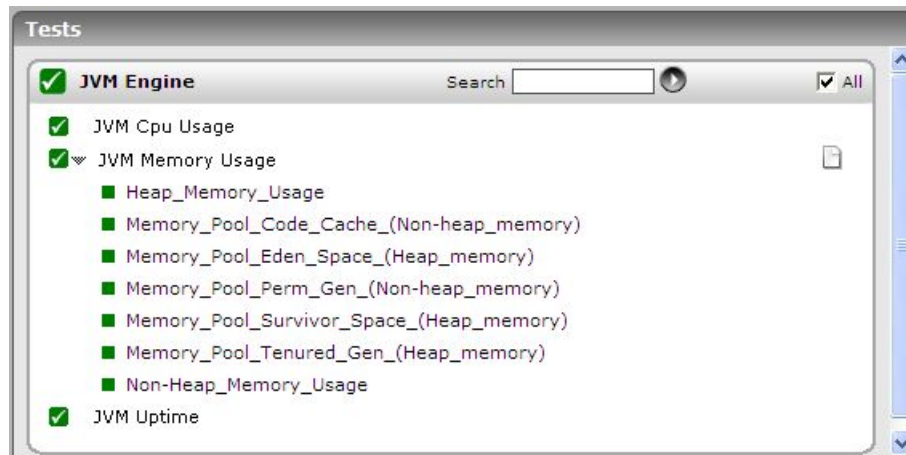 Tests
JVM Engine Search All
JVM Cpu Usage
JVM Memory Usage
Heap_Memory_Usage
Memory_Pool_Code_Cache_(Non-heap_memory)
Memory_Pool_Eden_Space_(Heap_memory)
Memory_Pool_Perm_Gen_(Non-heap_memory)
Memory_Pool_Survivor_Space_(Heap_memory)
Memory_Pool_Tenured_Gen_(Heap_memory)
Non-Heap_Memory_Usage
JVM Uptime